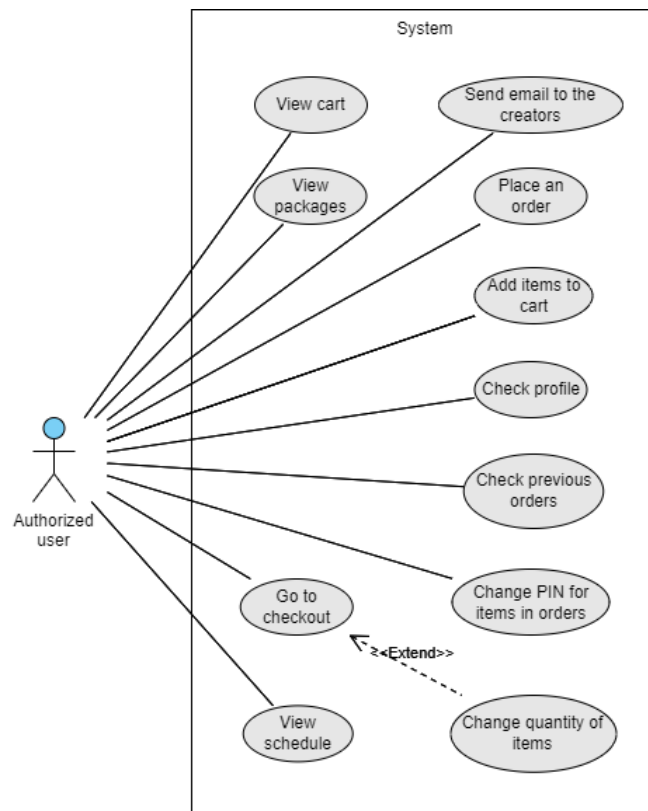 System
View cart
Send email to the
creators
View
packages
Place an
order
Add items to
cart
Check profile
Authorized
user
Check previous
orders
Go to
checkout
Change PIN for
items in orders
<<Extend>>
View
schedule
Change quantity of
items